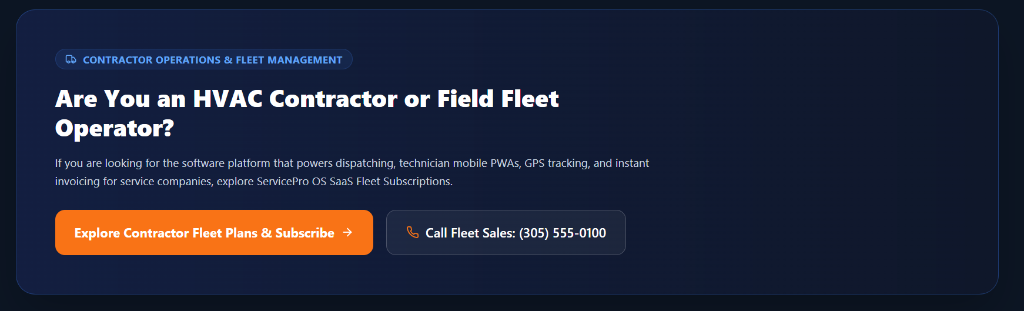 CONTRACTOR OPERATIONS & FLEET MANAGEMENT
Are You an HVAC Contractor or Field Fleet
Operator?
If you are looking for the software platform that powers dispatching, technician mobile PWAs, GPS tracking, and instant
invoicing for service companies, explore ServicePro OS SaaS Fleet Subscriptions.
Explore Contractor Fleet Plans & Subscribe →
Call Fleet Sales: (305) 555-0100